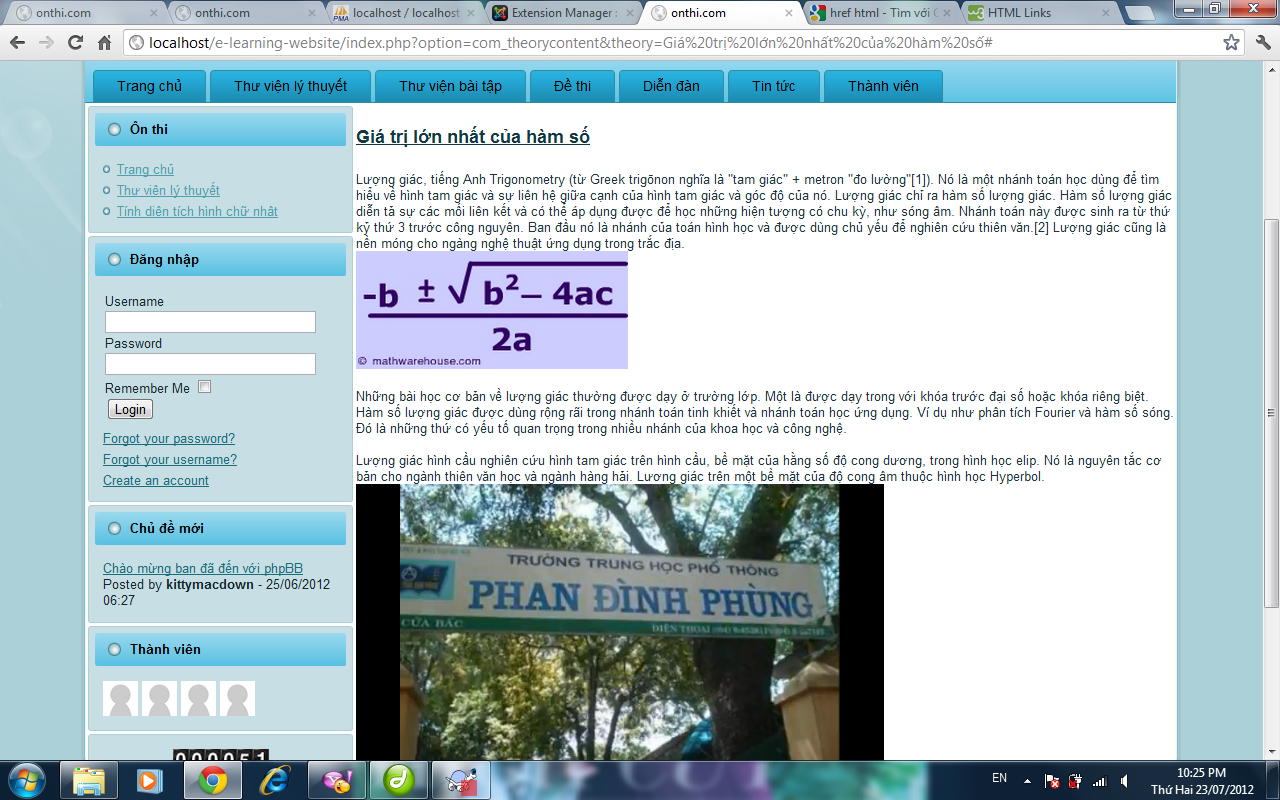 onthi.com
onthi.com
localhost / localhost
Extension Manager
onthi.com
href html - Tìm với
HTML Links
localhost/e-learning-website/index.php?option=com_theorycontent&theory=Giá%20trị%20lớn%20nhất%20của%20hàm%20số#
Trang chủ Thư viện lý thuyết Thư viện bài tập Đề thi Diễn đàn Tin tức Thành viên
Ôn thi
Trang chủ
Thư viện lý thuyết
Tính diện tích hình chữ nhật
Đăng nhập
Username
Password
Remember Me
Login
Forgot your password?
Forgot your username?
Create an account
Chủ đề mới
Chào mừng bạn đã đến với phpBB
Posted by kittymacdown - 25/06/2012
06:27
Thành viên
000051
Giá trị lớn nhất của hàm số
Lượng giác, tiếng Anh Trigonometry (từ Greek trigōnon nghĩa là "tam giác" + metron "đo lường"[1]). Nó là một nhánh toán học dùng để tìm
hiểu về hình tam giác và sự liên hệ giữa cạnh của hình tam giác và góc độ của nó. Lượng giác chỉ ra hàm số lượng giác. Hàm số lượng giác
diễn tả sự các mối liên kết và có thể áp dụng được để học những hiện tượng có chu kỳ, như sóng âm. Nhánh toán này được sinh ra từ thứ
kỷ thứ 3 trước công nguyên. Ban đầu nó là nhánh của toán hình học và được dùng chủ yếu để nghiên cứu thiên văn.[2] Lượng giác cũng là
nền móng cho ngàng nghệ thuật ứng dụng trong trắc địa.
-b ± √b²– 4ac
2a
© mathwarehouse.com
Những bài học cơ bản về lượng giác thường được dạy ở trường lớp. Một là được dạy trong với khóa trước đại số hoặc khóa riêng biệt.
Hàm số lượng giác được dùng rộng rãi trong nhánh toán tinh khiết và nhánh toán học ứng dụng. Ví dụ như phân tích Fourier và hàm số sóng.
Đó là những thứ có yếu tố quan trọng trong nhiều nhánh của khoa học và công nghệ.
Lượng giác hình cầu nghiên cứu hình tam giác trên hình cầu, bề mặt của hằng số độ cong dương, trong hình học elip. Nó là nguyên tắc cơ
bản cho ngành thiên văn học và ngành hàng hải. Lượng giác trên một bề mặt của độ cong âm thuộc hình học Hyperbol.
TRƯỜNG TRUNG HỌC PHỔ THÔNG
PHAN ĐÌNH PHÙNG
CỬA BẮC
ĐIỆN THOẠI
EN
10:25 PM
Thứ Hai 23/07/2012